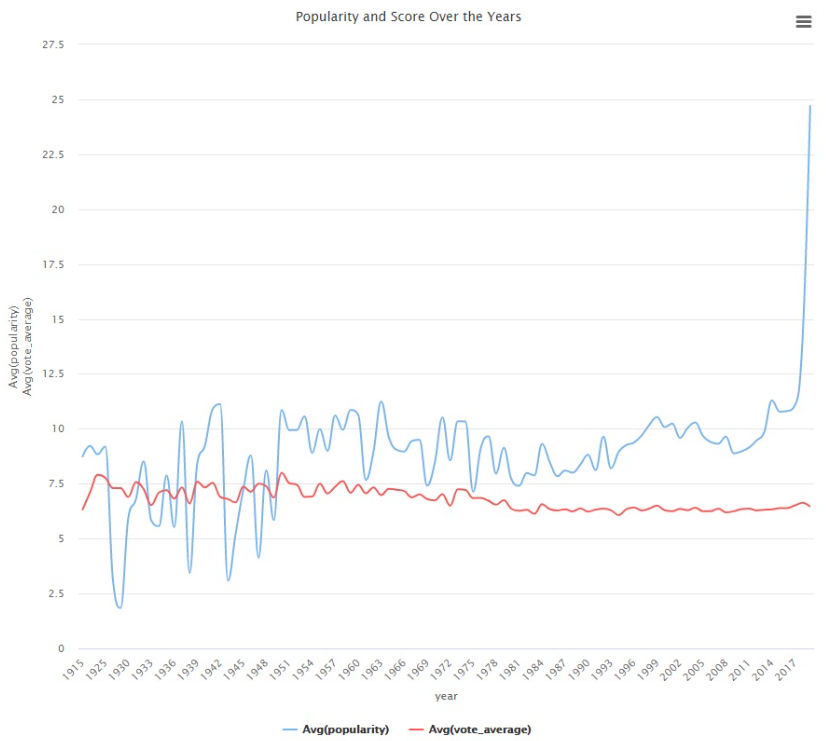 Popularity and Score Over the Years
27.5
25
22.5
20
17.5
15
12.5
10
7.5
5
2.5
0
Avg(popularity)
Avg(vote_average)
1915 1925 1930 1933 1936 1939 1942 1945 1948 1951 1954 1957 1960 1963 1966 1969 1972 1975 1978 1981 1984 1987 1990 1993 1996 1999 2002 2005 2008 2011 2014 2017
year
Avg(popularity) Avg(vote_average)